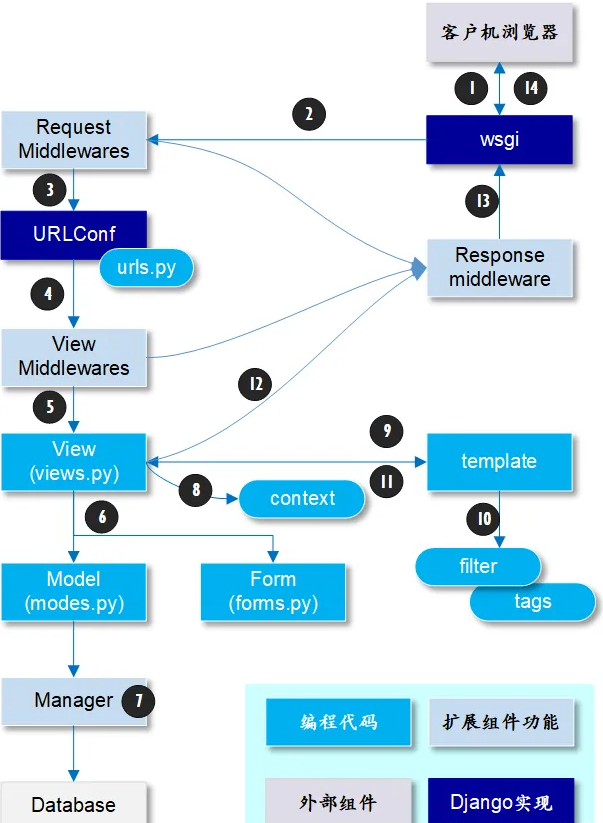 客户机浏览器
1
14
2
wsgi
Request
Middlewares
3
13
URLConf
urls.py
Response
middleware
4
View
Middlewares
12
5
9
View
(views.py)
template
8
11
context
6
10
filter
Model
(modes.py)
Form
(forms.py)
tags
Manager
7
编程代码
扩展组件功能
Database
外部组件
Django实现